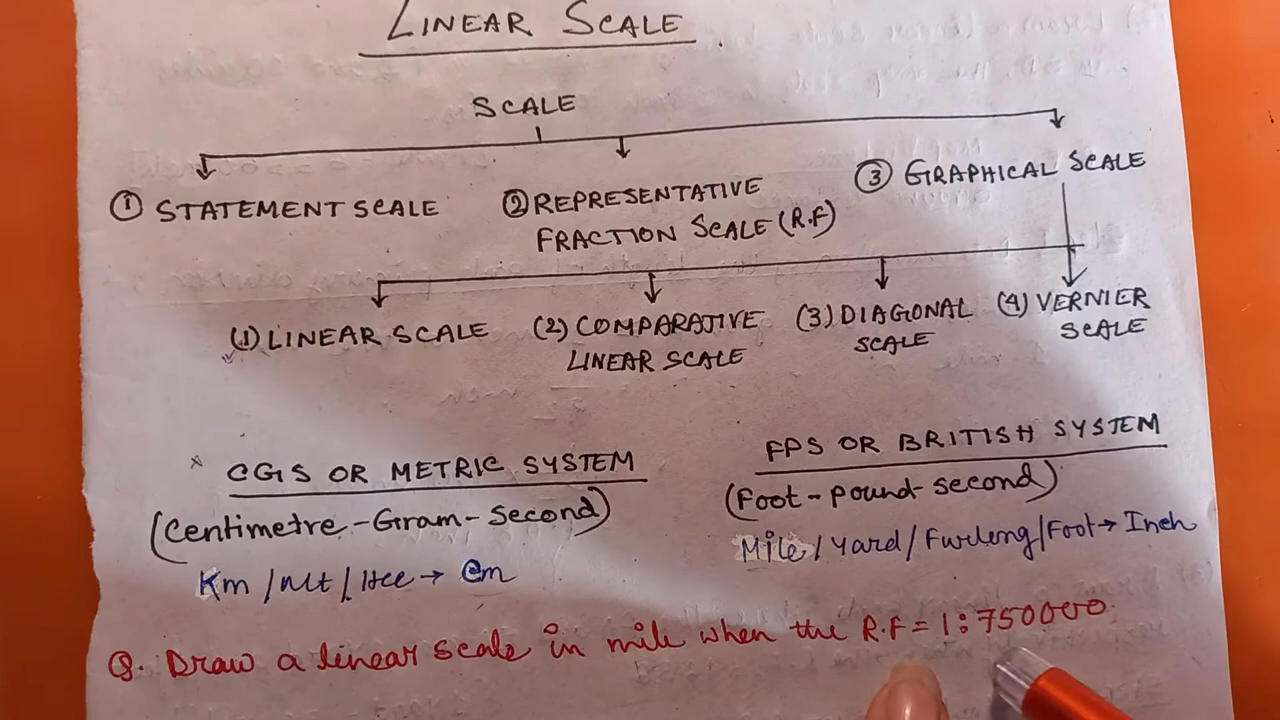 LINEAR SCALE
SCALE
① STATEMENT SCALE
② REPRESENTATIVE
FRACTION SCALE (R.F)
③ GRAPHICAL SCALE
(1) LINEAR SCALE
(2) COMPARATIVE
LINEAR SCALE
(3) DIAGONAL
SCALE
(4) VERNIER
SCALE
CGS OR METRIC SYSTEM
(Centimetre-Gram-Second)
Km / Mt / → Cm
FPS OR BRITISH SYSTEM
(Foot-pound-second)
Mile / Yard / Furlong / Foot → Inch
Q. Draw a linear scale in mile when the R.F = 1:750000